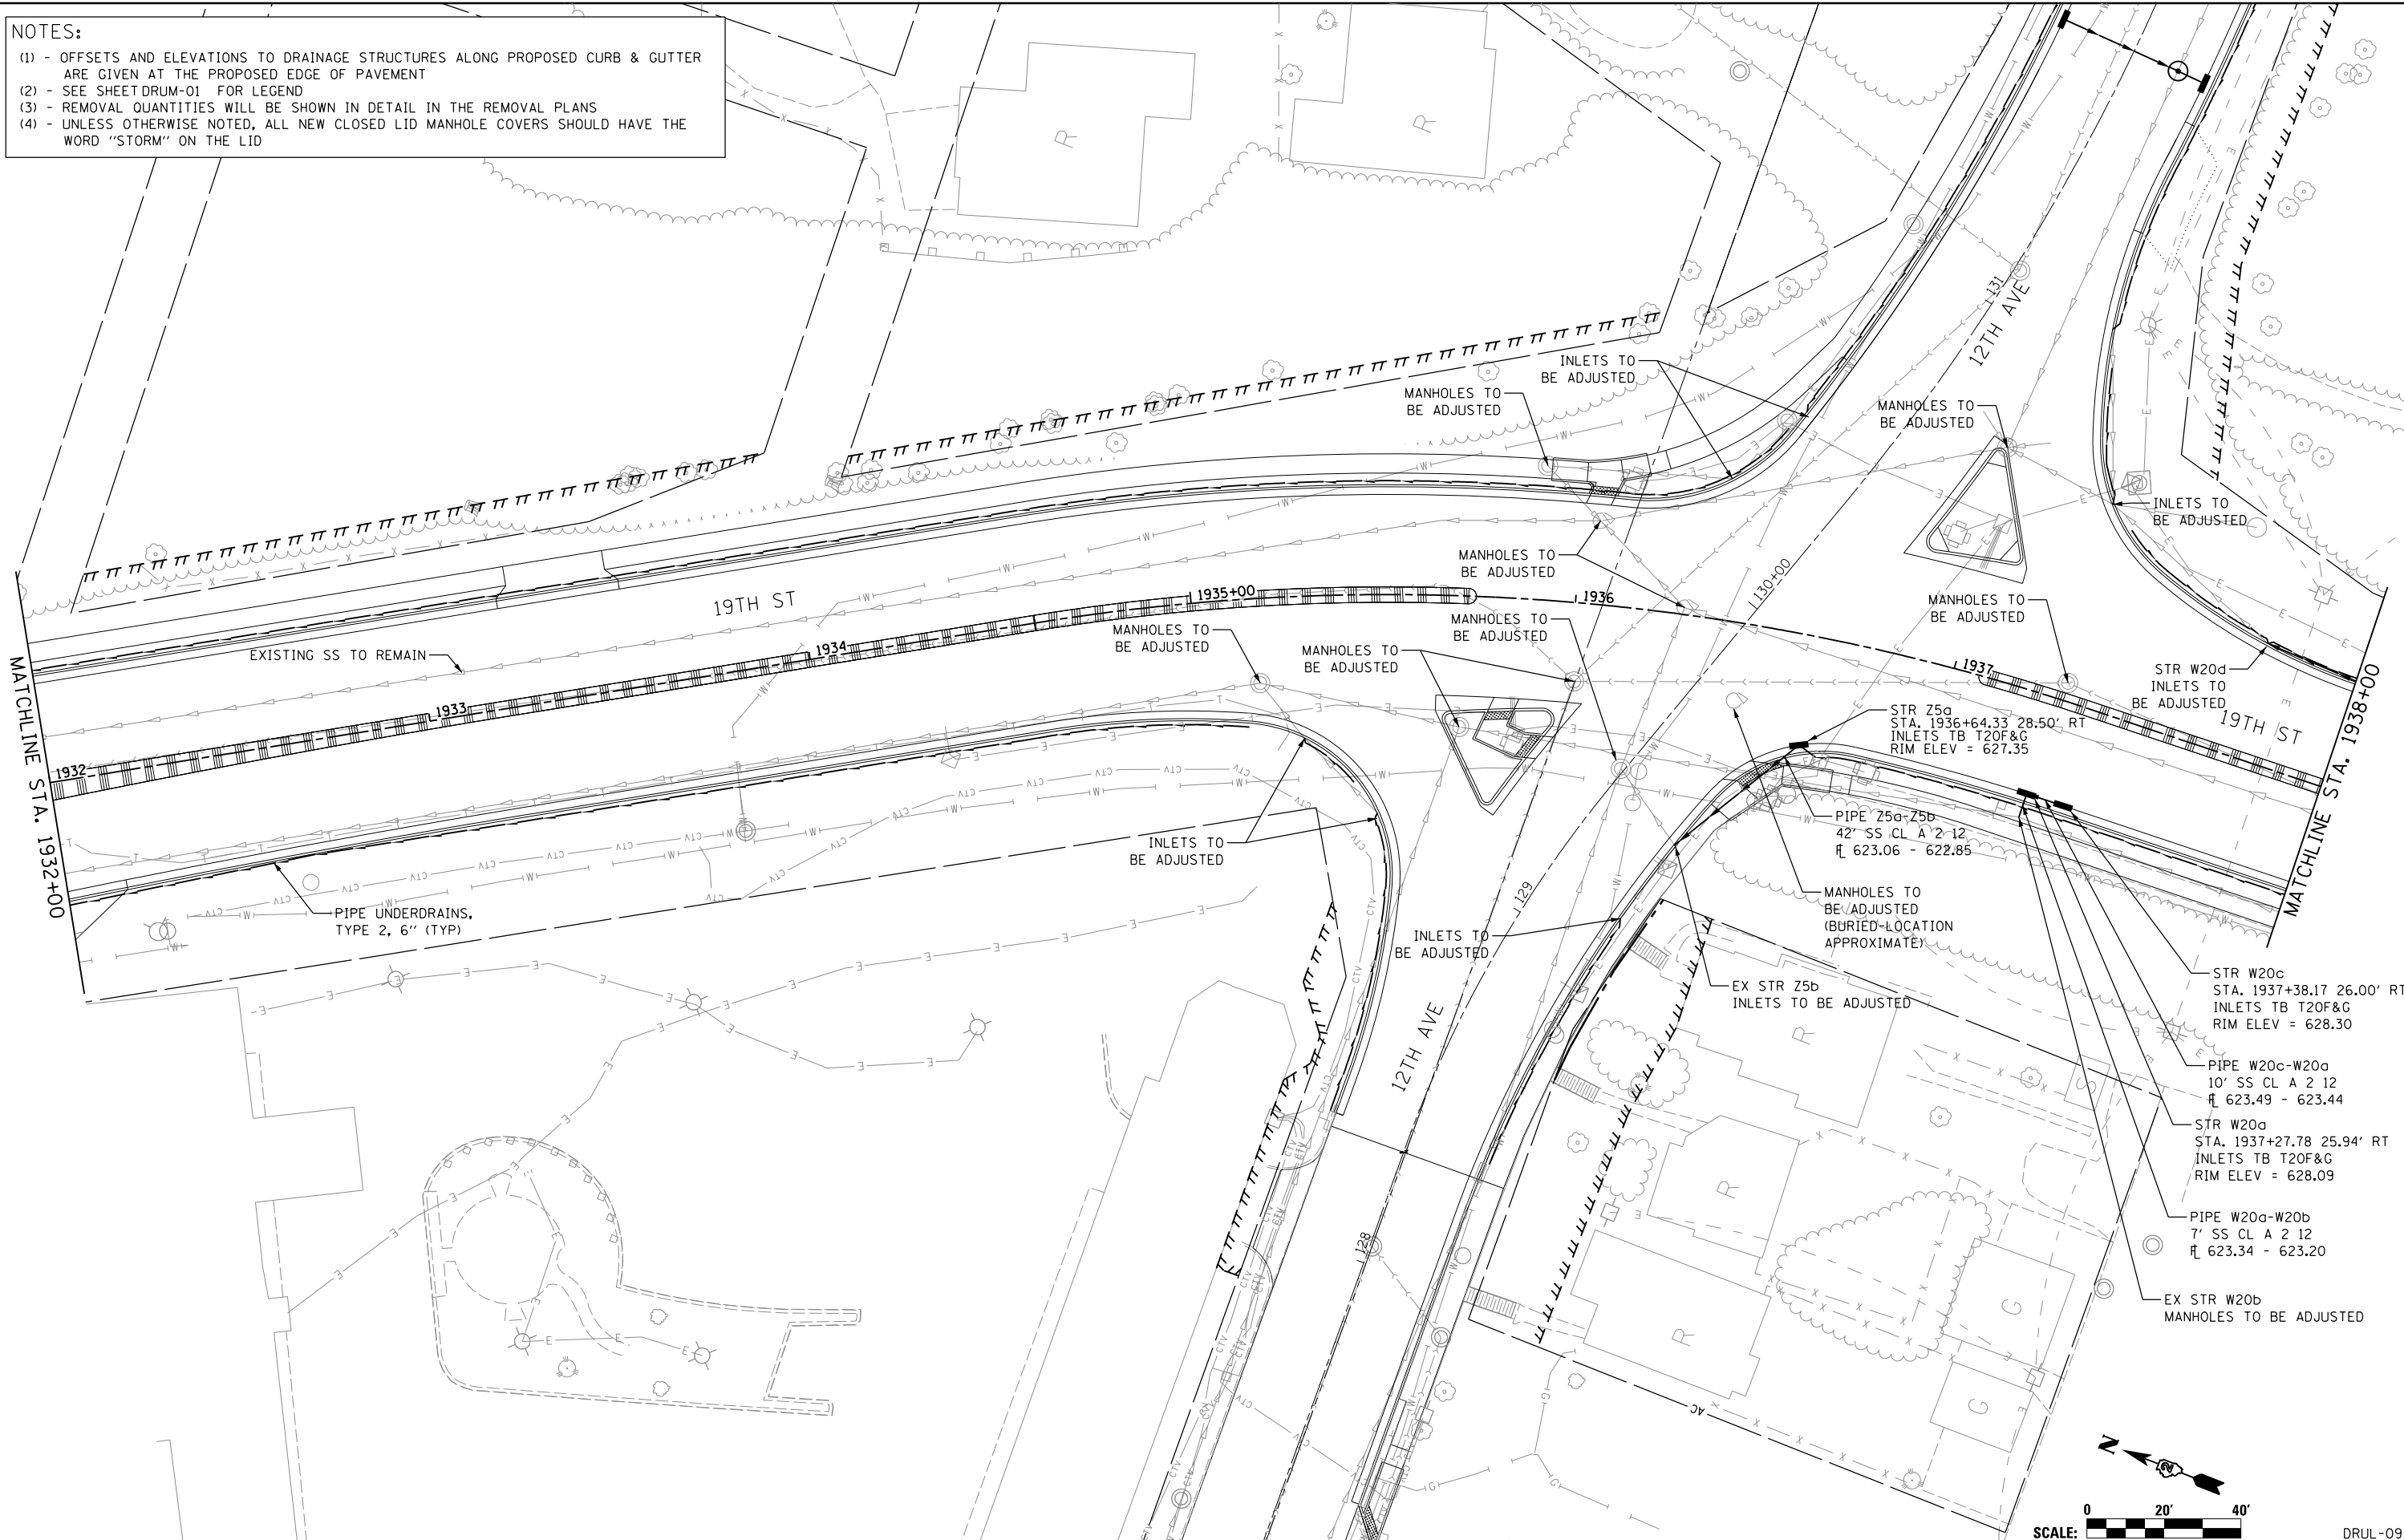 NOTES:
(1) - OFFSETS AND ELEVATIONS TO DRAINAGE STRUCTURES ALONG PROPOSED CURB & GUTTER
ARE GIVEN AT THE PROPOSED EDGE OF PAVEMENT
(2) - SEE SHEET DRUM-01 FOR LEGEND
(3) - REMOVAL QUANTITIES WILL BE SHOWN IN DETAIL IN THE REMOVAL PLANS
(4) - UNLESS OTHERWISE NOTED, ALL NEW CLOSED LID MANHOLE COVERS SHOULD HAVE THE
WORD "STORM" ON THE LID
R
R
131
12TH AVE
INLETS TO
BE ADJUSTED
MANHOLES TO
BE ADJUSTED
MANHOLES TO
BE ADJUSTED
INLETS TO
BE ADJUSTED
MANHOLES TO
BE ADJUSTED
130+00
19TH ST
1935+00
1936
MANHOLES TO
BE ADJUSTED
MANHOLES TO
BE ADJUSTED
MANHOLES TO
BE ADJUSTED
MANHOLES TO
BE ADJUSTED
EXISTING SS TO REMAIN
1934
1933
1932
1937
STR W20d
INLETS TO
BE ADJUSTED
19TH ST
MATCHLINE STA. 1932+00
MATCHLINE STA. 1938+00
STR Z5a
STA. 1936+64.33 28.50' RT
INLETS TB T20F&G
RIM ELEV = 627.35
PIPE Z5a-Z5b
42' SS CL A 2 12
FL 623.06 - 622.85
INLETS TO
BE ADJUSTED
PIPE UNDERDRAINS,
TYPE 2, 6" (TYP)
129
MANHOLES TO
BE ADJUSTED
(BURIED-LOCATION
APPROXIMATE)
INLETS TO
BE ADJUSTED
EX STR Z5b
INLETS TO BE ADJUSTED
STR W20c
STA. 1937+38.17 26.00' RT
INLETS TB T20F&G
RIM ELEV = 628.30
12TH AVE
R
S
PIPE W20c-W20a
10' SS CL A 2 12
FL 623.49 - 623.44
STR W20a
STA. 1937+27.78 25.94' RT
INLETS TB T20F&G
RIM ELEV = 628.09
R
128
PIPE W20a-W20b
7' SS CL A 2 12
FL 623.34 - 623.20
EX STR W20b
MANHOLES TO BE ADJUSTED
R
G
G
AC
N
0 20' 40'
SCALE:
DRUL-09